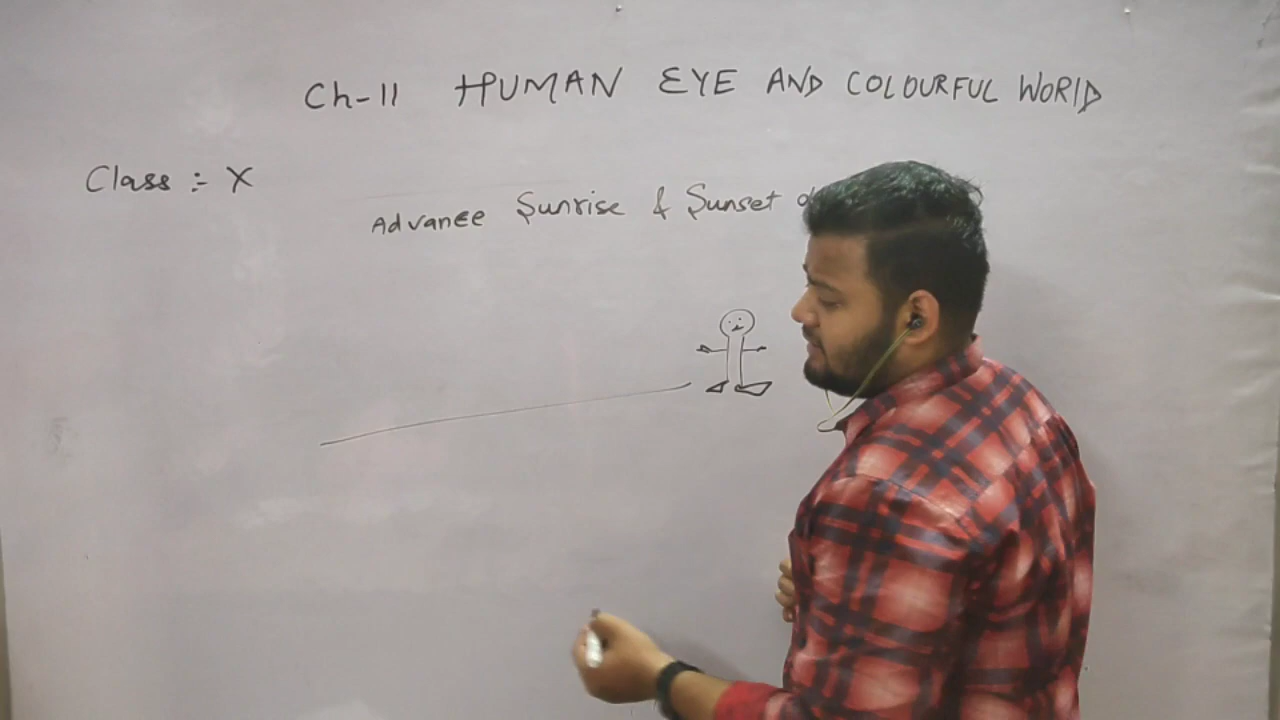 Ch-11 HUMAN EYE AND COLOURFUL WORLD
Class :- X
Advance Sunrise & Sunset